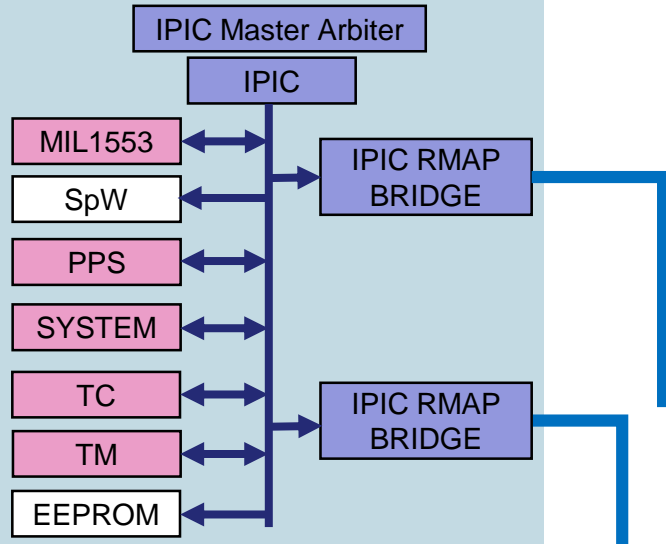 IPIC Master Arbiter
IPIC
MIL1553
SpW
PPS
SYSTEM
TC
TM
EEPROM
IPIC RMAP
BRIDGE
IPIC RMAP
BRIDGE